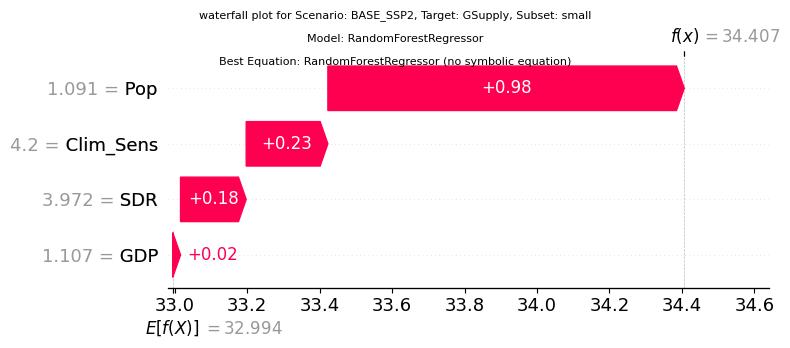 waterfall plot for Scenario: BASE_SSP2, Target: GSupply, Subset: small
Model: RandomForestRegressor
Best Equation: RandomForestRegressor (no symbolic equation)
f(x) = 34.407
1.091 = Pop
+0.98
4.2 = Clim_Sens
+0.23
3.972 = SDR
+0.18
1.107 = GDP
+0.02
33.0 33.2 33.4 33.6 33.8 34.0 34.2 34.4 34.6
E[f(X)] = 32.994